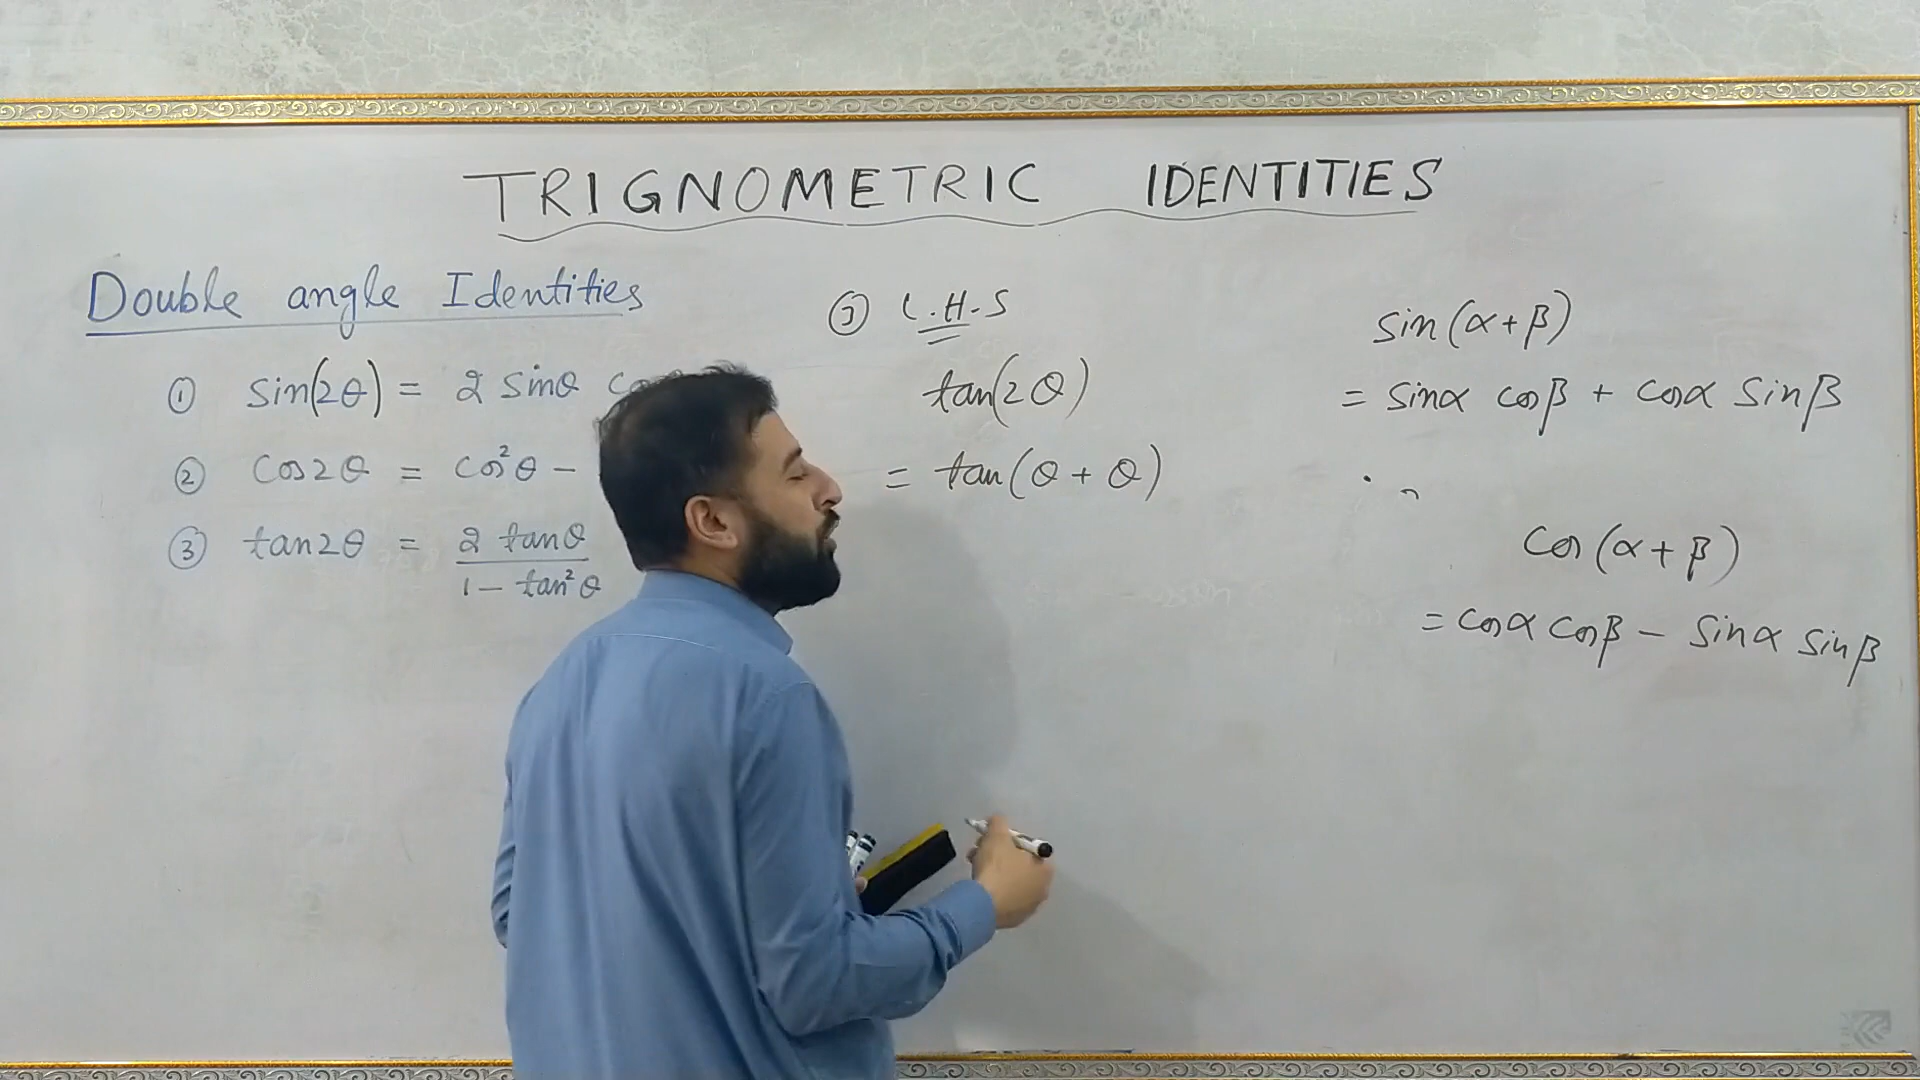 TRIGNOMETRIC IDENTITIES
Double angle Identities
① sin(2θ) = 2 sinθ
② cos2θ = cos²θ −
③ tan2θ = 2 tanθ
1 − tan²θ
③ L.H.S
tan(2θ)
= tan(θ + θ)
sin(α+β)
= sinα cosβ + cosα sinβ
cos(α+β)
= cosα cosβ − sinα sinβ